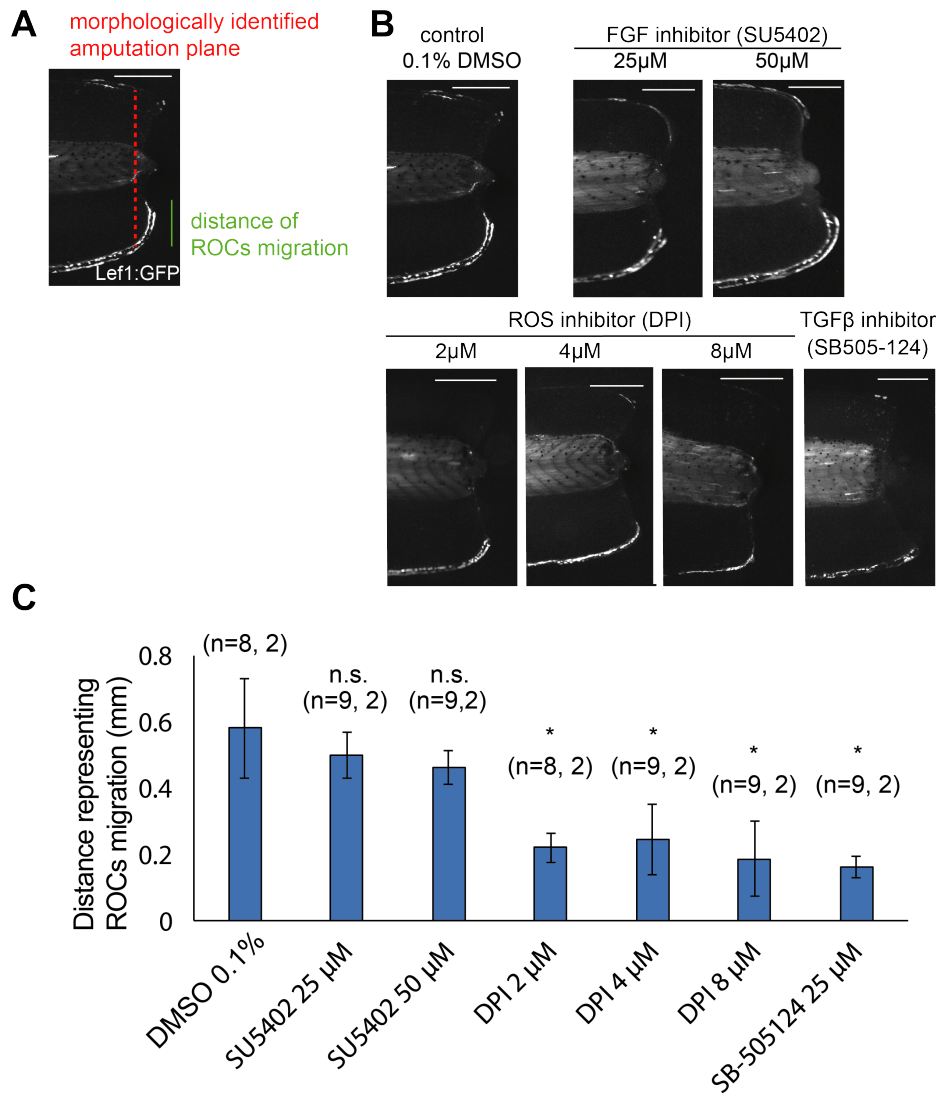 A
morphologically identified
amputation plane
distance of
ROCs migration
Lef1:GFP
B
control
0.1% DMSO
FGF inhibitor (SU5402)
25μM
50μM
ROS inhibitor (DPI)
2μM
4μM
8μM
TGFβ inhibitor
(SB505-124)
C
Distance representing
ROCs migration (mm)
0.8
0.6
0.4
0.2
0
(n=8, 2)
n.s.
(n=9, 2)
n.s.
(n=9,2)
*
(n=8, 2)
*
(n=9, 2)
*
(n=9, 2)
*
(n=9, 2)
DMSO 0.1%
SU5402 25 μM
SU5402 50 μM
DPI 2 μM
DPI 4 μM
DPI 8 μM
SB-505124 25 μM